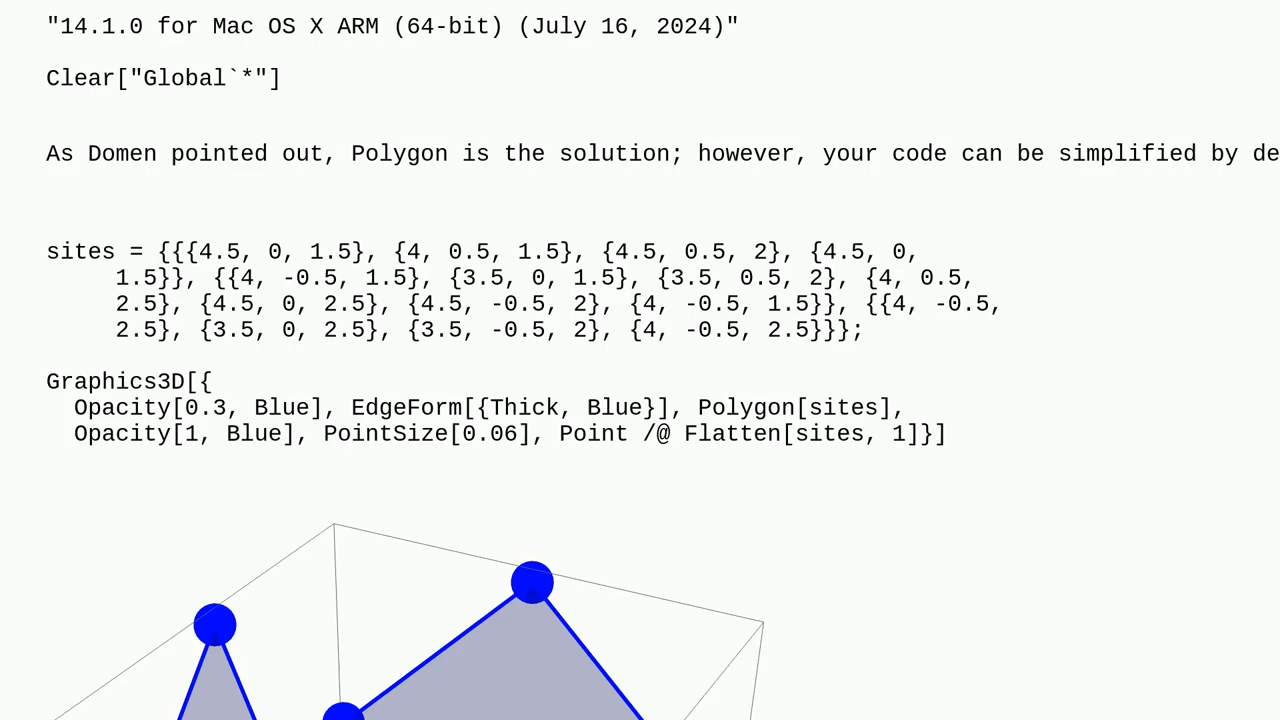 "14.1.0 for Mac OS X ARM (64-bit) (July 16, 2024)"
Clear["Global`*"]
As Domen pointed out, Polygon is the solution; however, your code can be simplified by de
sites = {{{4.5, 0, 1.5}, {4, 0.5, 1.5}, {4.5, 0.5, 2}, {4.5, 0,
1.5}}, {{4, -0.5, 1.5}, {3.5, 0, 1.5}, {3.5, 0.5, 2}, {4, 0.5,
2.5}, {4.5, 0, 2.5}, {4.5, -0.5, 2}, {4, -0.5, 1.5}}, {{4, -0.5,
2.5}, {3.5, 0, 2.5}, {3.5, -0.5, 2}, {4, -0.5, 2.5}}};
Graphics3D[{
Opacity[0.3, Blue], EdgeForm[{Thick, Blue}], Polygon[sites],
Opacity[1, Blue], PointSize[0.06], Point /@ Flatten[sites, 1]}]